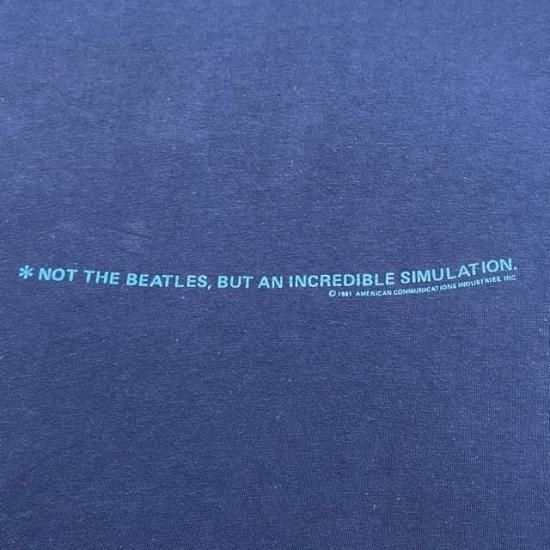 *NOT THE BEATLES, BUT AN INCREDIBLE SIMULATION.
© 1981 AMERICAN COMMUNICATIONS INDUSTRIES, INC